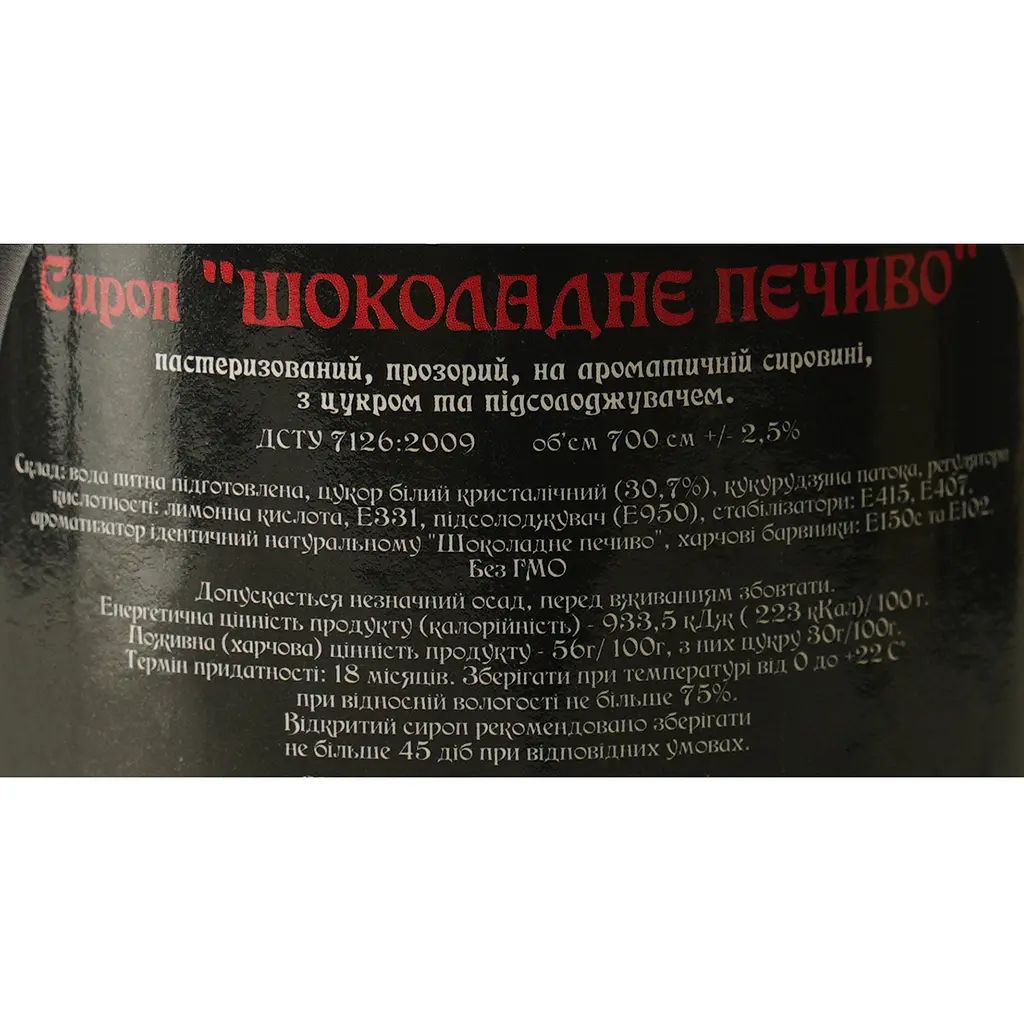 Сироп "ШОКОЛАДНЕ ПЕЧИВО"
пастеризований, прозорий, на ароматичній сировині,
з цукром та підсолоджувачем.
ДСТУ 7126:2009 об'єм 700 см +/- 2,5%
Склад: вода питна підготовлена, цукор білий кристалічний (30,7%), кукурудзяна патока, регулятори
кислотності: лимонна кислота, Е331, підсолоджувач (Е950), стабілізатори: Е415, Е407,
ароматизатор ідентичний натуральному "Шоколадне печиво", харчові барвники: Е150с та Е102.
Без ГМО
Допускається незначний осад, перед вживанням збовтати.
Енергетична цінність продукту (калорійність) - 933,5 кДж ( 223 кКал)/ 100 г.
Поживна (харчова) цінність продукту - 56г/ 100г, з них цукру 30г/100г.
Термін придатності: 18 місяців. Зберігати при температурі від 0 до +22 С°
при відносній вологості не більше 75%.
Відкритий сироп рекомендовано зберігати
не більше 45 діб при відповідних умовах.